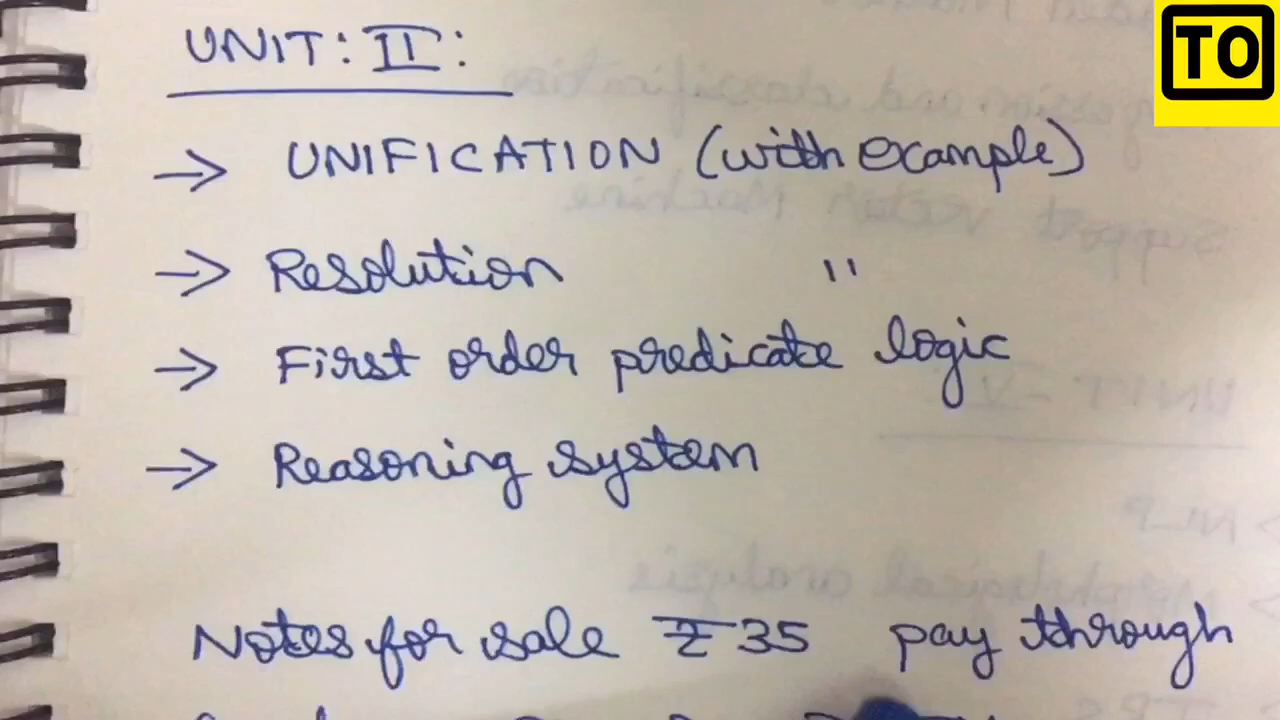 UNIT: II:
TO
→ UNIFICATION (with example)
→ Resolution "
→ First order predicate logic
→ Reasoning system
Notes for sale ₹ 35 pay through